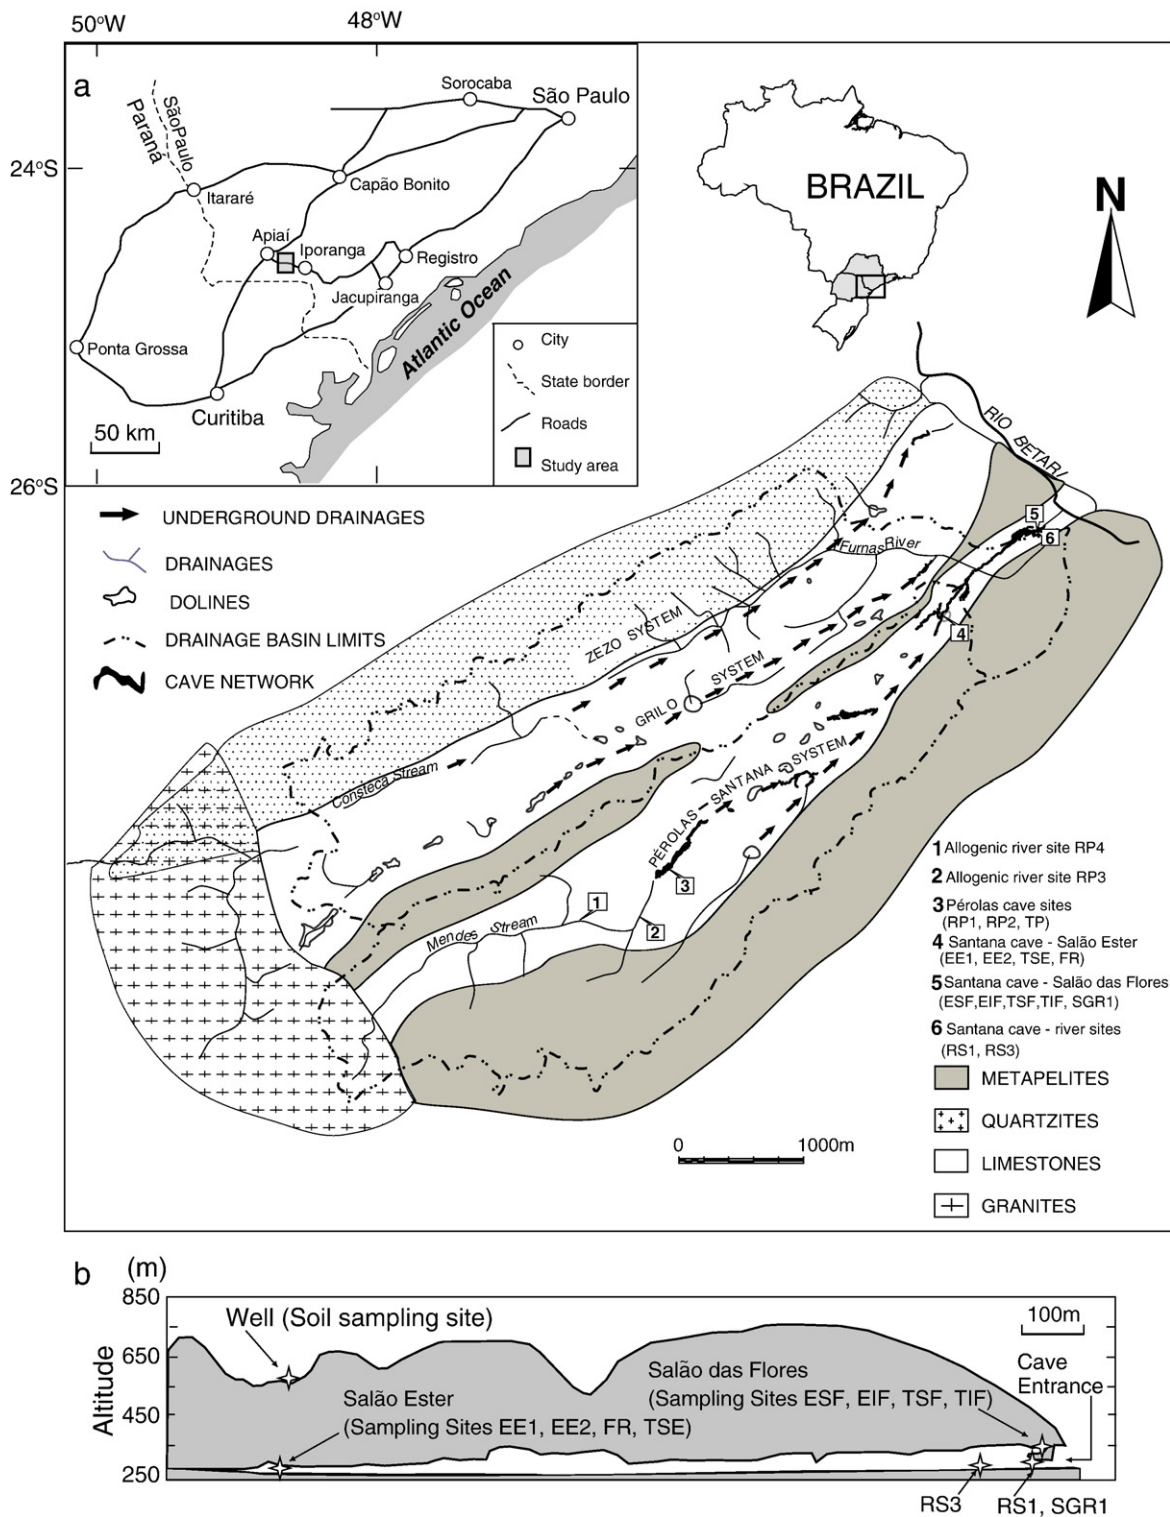 50°W
48°W
a
Sorocaba
São Paulo
SãoPaulo
Paraná
24°S
Itararé
Capão Bonito
BRAZIL
N
Apiaí
Iporanga
Registro
Jacupiranga
Atlantic Ocean
Ponta Grossa
Curitiba
50 km
City
State border
Roads
Study area
26°S
RIO BETARI
UNDERGROUND DRAINAGES
DRAINAGES
DOLINES
DRAINAGE BASIN LIMITS
CAVE NETWORK
5
6
Furnas River
4
ZEZO SYSTEM
GRILO SYSTEM
Consteca Stream
PÉROLAS - SANTANA SYSTEM
3
1
2
Mendes Stream
1 Allogenic river site RP4
2 Allogenic river site RP3
3 Pérolas cave sites
(RP1, RP2, TP)
4 Santana cave - Salão Ester
(EE1, EE2, TSE, FR)
5 Santana cave - Salão das Flores
(ESF,EIF,TSF,TIF, SGR1)
6 Santana cave - river sites
(RS1, RS3)
METAPELITES
QUARTZITES
LIMESTONES
GRANITES
0 1000m
b
(m)
850
650
450
250
Altitude
Well (Soil sampling site)
100m
Salão das Flores
(Sampling Sites ESF, EIF, TSF, TIF)
Cave
Entrance
Salão Ester
(Sampling Sites EE1, EE2, FR, TSE)
RS3
RS1, SGR1